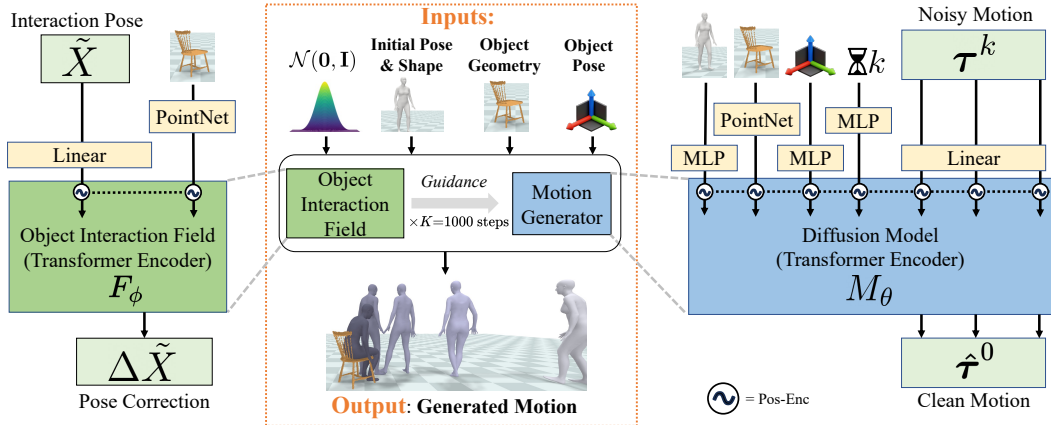 Interaction Pose
X̃
PointNet
Linear
Object Interaction Field
(Transformer Encoder)
F_ϕ
ΔX̃
Pose Correction
Inputs:
𝒩(0, I)
Initial Pose
& Shape
Object
Geometry
Object
Pose
Object
Interaction
Field
Guidance
×K=1000 steps
Motion
Generator
Output: Generated Motion
Noisy Motion
τ^k
k
PointNet
MLP
MLP
MLP
Linear
Diffusion Model
(Transformer Encoder)
M_θ
τ̂^0
Clean Motion
= Pos-Enc